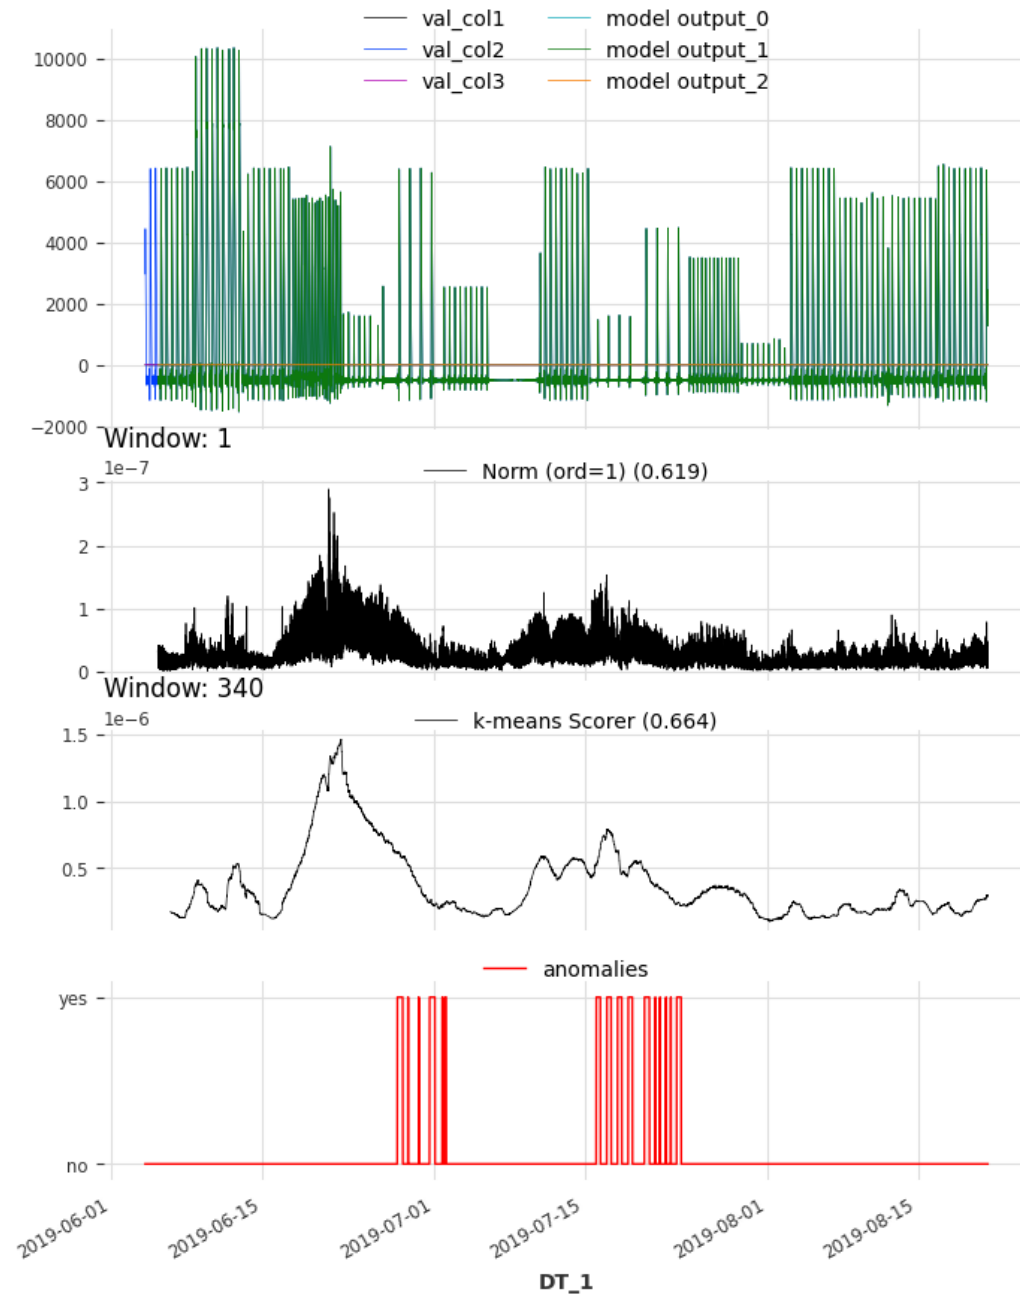 val_col1 model output_0
val_col2 model output_1
val_col3 model output_2
10000
8000
6000
4000
2000
0
−2000
Window: 1
1e−7
Norm (ord=1) (0.619)
3
2
1
0
Window: 340
1e−6
k-means Scorer (0.664)
1.5
1.0
0.5
anomalies
yes
no
2019-06-01 2019-06-15 2019-07-01 2019-07-15 2019-08-01 2019-08-15
DT_1